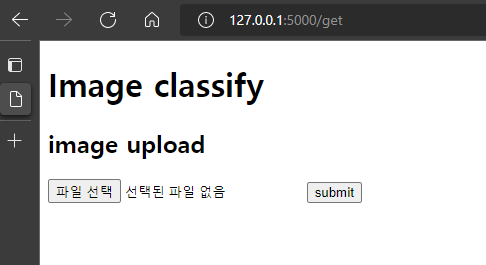 127.0.0.1:5000/get
Image classify
image upload
파일 선택 선택된 파일 없음 submit